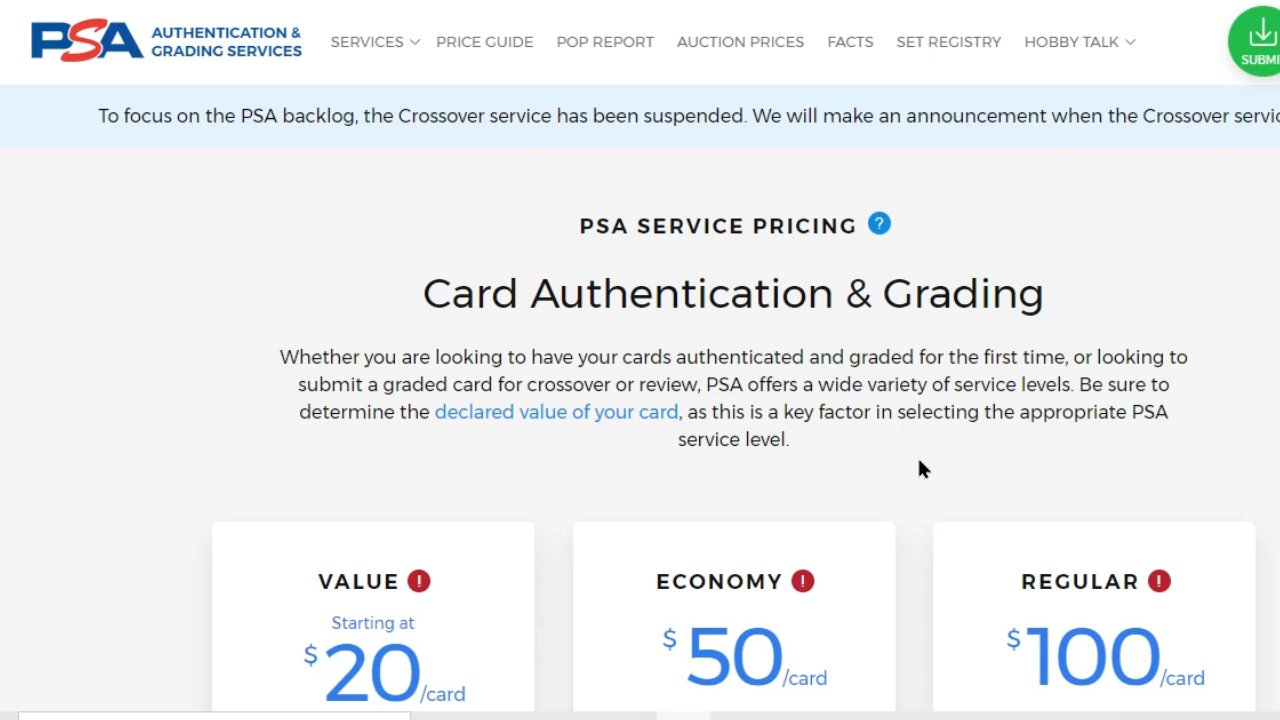 PSA AUTHENTICATION &
GRADING SERVICES
SERVICES PRICE GUIDE POP REPORT AUCTION PRICES FACTS SET REGISTRY HOBBY TALK
SUBMI
To focus on the PSA backlog, the Crossover service has been suspended. We will make an announcement when the Crossover servic
PSA SERVICE PRICING ?
Card Authentication & Grading
Whether you are looking to have your cards authenticated and graded for the first time, or looking to
submit a graded card for crossover or review, PSA offers a wide variety of service levels. Be sure to
determine the declared value of your card, as this is a key factor in selecting the appropriate PSA
service level.
VALUE !
Starting at
$20/card
ECONOMY !
$50/card
REGULAR !
$100/card